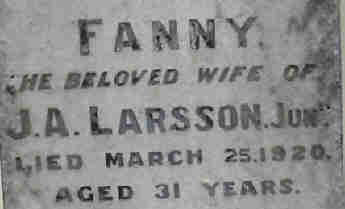 FANNY.
THE BELOVED WIFE OF
J.A. LARSSON. JUNR
DIED MARCH 25.1920.
AGED 31 YEARS.